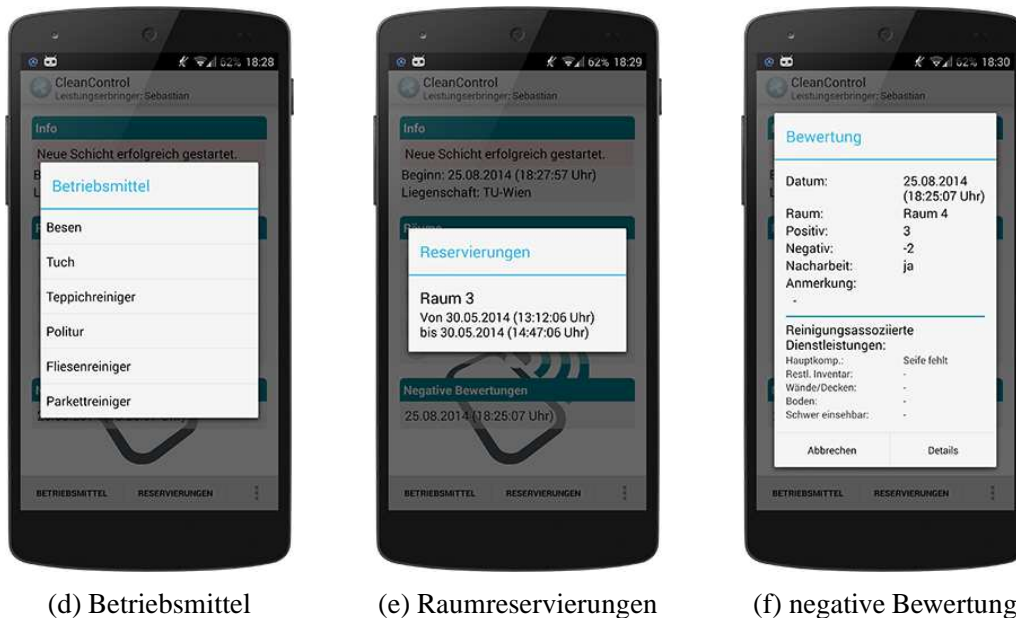 62% 18:28
CleanControl
Leistungserbringer: Sebastian
Info
Neue Schicht erfolgreich gestartet.
Betriebsmittel
Besen
Tuch
Teppichreiniger
Politur
Fliesenreiniger
Parkettreiniger
BETRIEBSMITTEL RESERVIERUNGEN
(d) Betriebsmittel
62% 18:29
CleanControl
Leistungserbringer: Sebastian
Info
Neue Schicht erfolgreich gestartet.
Beginn: 25.08.2014 (18:27:57 Uhr)
Liegenschaft: TU-Wien
Räume
Reservierungen
Raum 3
Von 30.05.2014 (13:12:06 Uhr)
bis 30.05.2014 (14:47:06 Uhr)
Negative Bewertungen
25.08.2014 (18:25:07 Uhr)
BETRIEBSMITTEL RESERVIERUNGEN
(e) Raumreservierungen
62% 18:30
CleanControl
Leistungserbringer: Sebastian
Bewertung
Datum: 25.08.2014
(18:25:07 Uhr)
Raum: Raum 4
Positiv: 3
Negativ: -2
Nacharbeit: ja
Anmerkung:
-
Reinigungsassoziierte
Dienstleistungen:
Hauptkomp.: Seife fehlt
Restl. Inventar: -
Wände/Decken: -
Boden: -
Schwer einsehbar: -
Abbrechen Details
BETRIEBSMITTEL RESERVIERUNGEN
(f) negative Bewertung